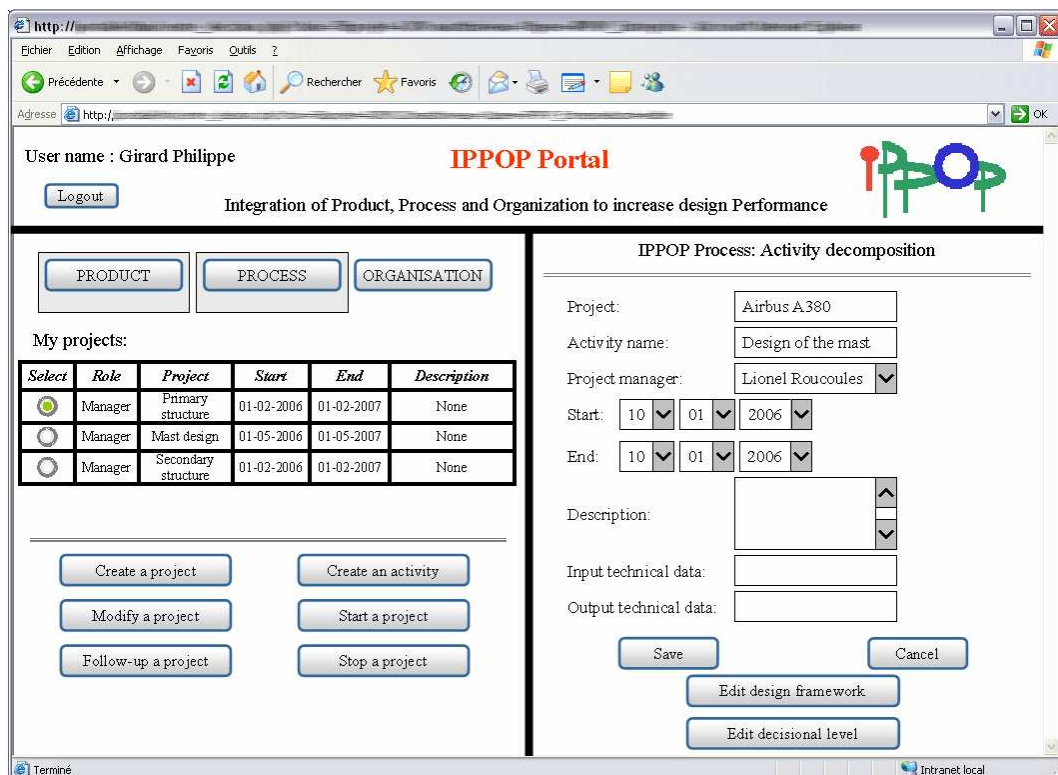 http://
Fichier Edition Affichage Favoris Outils ?
Précédente Rechercher Favoris
Adresse http:/ OK
User name : Girard Philippe
IPPOP Portal
IPPOP
Logout
Integration of Product, Process and Organization to increase design Performance
PRODUCT PROCESS ORGANISATION
My projects:
Select Role Project Start End Description
Manager Primary structure 01-02-2006 01-02-2007 None
Manager Mast design 01-05-2006 01-05-2007 None
Manager Secondary structure 01-02-2006 01-02-2007 None
Create a project Create an activity
Modify a project Start a project
Follow-up a project Stop a project
IPPOP Process: Activity decomposition
Project: Airbus A380
Activity name: Design of the mast
Project manager: Lionel Roucoules
Start: 10 01 2006
End: 10 01 2006
Description:
Input technical data:
Output technical data:
Save Cancel
Edit design framework
Edit decisional level
Terminé Intranet local